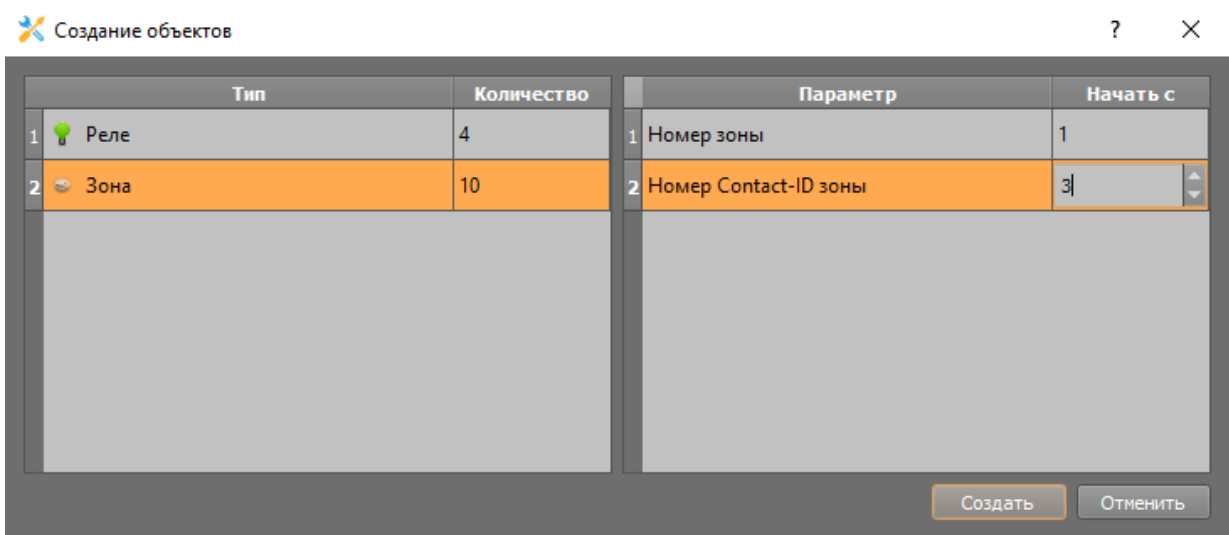 Создание объектов ?
Тип Количество Параметр Начать с
1 Реле 4 1 Номер зоны 1
2 Зона 10 2 Номер Contact-ID зоны 3
Создать Отменить